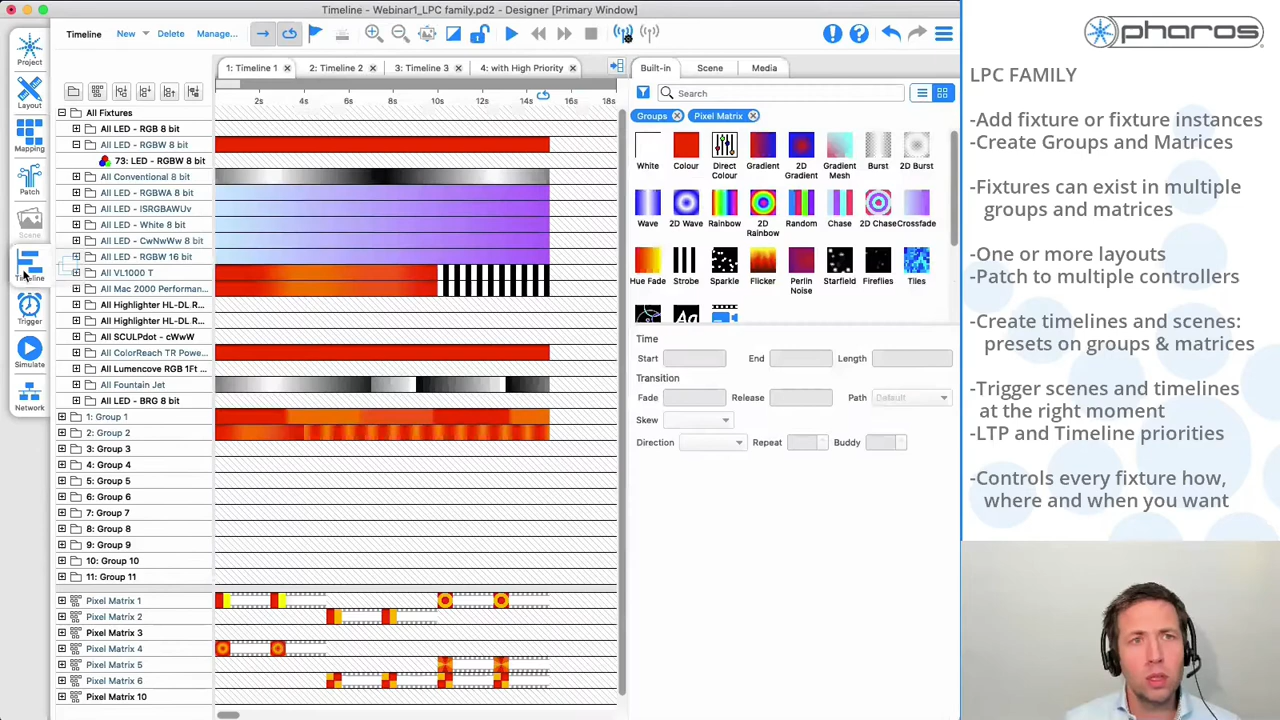 Timeline - Webinar1_LPC family.pd2 - Designer [Primary Window]
Timeline New Delete Manage...
Project
Layout
Mapping
Patch
Scene
Timeline
Trigger
Simulate
Network
1: Timeline 1 2: Timeline 2 3: Timeline 3 4: with High Priority
2s 4s 6s 8s 10s 12s 14s 16s 18s
All Fixtures
All LED - RGB 8 bit
All LED - RGBW 8 bit
73: LED - RGBW 8 bit
All Conventional 8 bit
All LED - RGBWA 8 bit
All LED - ISRGBAWUv
All LED - White 8 bit
All LED - CwNwWw 8 bit
All LED - RGBW 16 bit
All VL1000 T
All Mac 2000 Performan...
All Highlighter HL-DL R...
All Highlighter HL-DL R...
All SCULPdot - cWwW
All ColorReach TR Powe...
All Lumencove RGB 1Ft ...
All Fountain Jet
All LED - BRG 8 bit
1: Group 1
2: Group 2
3: Group 3
4: Group 4
5: Group 5
6: Group 6
7: Group 7
8: Group 8
9: Group 9
10: Group 10
11: Group 11
Pixel Matrix 1
Pixel Matrix 2
Pixel Matrix 3
Pixel Matrix 4
Pixel Matrix 5
Pixel Matrix 6
Pixel Matrix 10
Built-in Scene Media
Search
Groups Pixel Matrix
White Colour Direct Colour Gradient 2D Gradient Gradient Mesh Burst 2D Burst
Wave 2D Wave Rainbow 2D Rainbow Random Chase 2D Chase Crossfade
Hue Fade Strobe Sparkle Flicker Perlin Noise Starfield Fireflies Tiles
Aa
Time
Start End Length
Transition
Fade Release Path Default
Skew
Direction Repeat Buddy
pharos
LPC FAMILY
-Add fixture or fixture instances
-Create Groups and Matrices
-Fixtures can exist in multiple
groups and matrices
-One or more layouts
-Patch to multiple controllers
-Create timelines and scenes:
presets on groups & matrices
-Trigger scenes and timelines
at the right moment
-LTP and Timeline priorities
-Controls every fixture how,
where and when you want